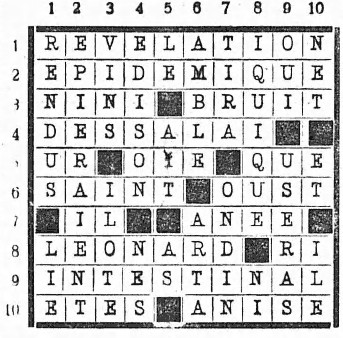 1 2 3 4 5 6 7 8 9 10
1 R E V E L A T I O N
2 E P I D E M I Q U E
3 N I N I B R U I T
4 D E S S A L A I
U R O I E Q U E
6 S A I N T O U S T
7 I L A N E E
8 L E O N A R D R I
9 I N T E S T I N A L
10 E T E S A N I S E